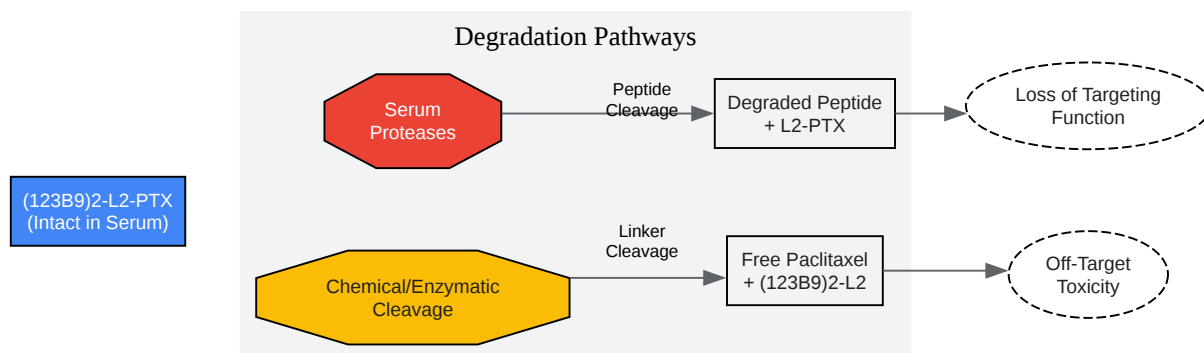 Degradation Pathways
(123B9)2-L2-PTX
(Intact in Serum)
Serum
Proteases
Peptide
Cleavage
Degraded Peptide
+ L2-PTX
Loss of Targeting
Function
Chemical/Enzymatic
Cleavage
Linker
Cleavage
Free Paclitaxel
+ (123B9)2-L2
Off-Target
Toxicity